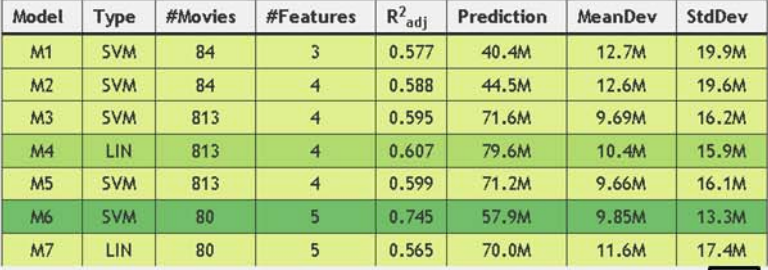 Model Type #Movies #Features R²adj Prediction MeanDev StdDev
M1 SVM 84 3 0.577 40.4M 12.7M 19.9M
M2 SVM 84 4 0.588 44.5M 12.6M 19.6M
M3 SVM 813 4 0.595 71.6M 9.69M 16.2M
M4 LIN 813 4 0.607 79.6M 10.4M 15.9M
M5 SVM 813 4 0.599 71.2M 9.66M 16.1M
M6 SVM 80 5 0.745 57.9M 9.85M 13.3M
M7 LIN 80 5 0.565 70.0M 11.6M 17.4M